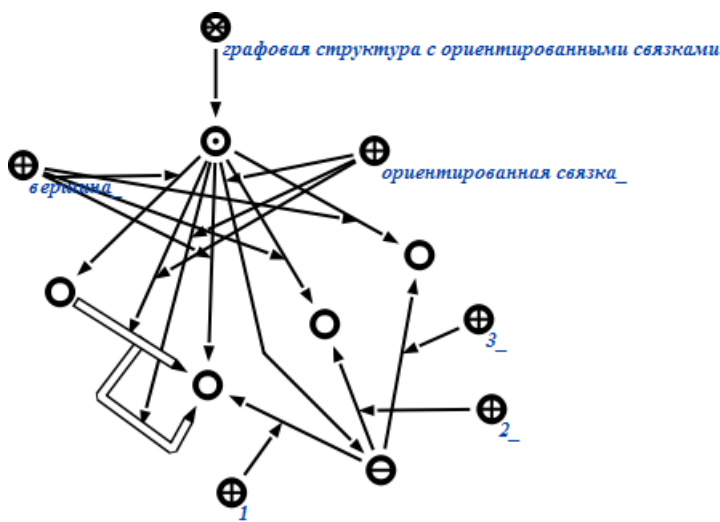 графовая структура с ориентированными связками
вершина_
ориентированная связка_
3_
2_
1